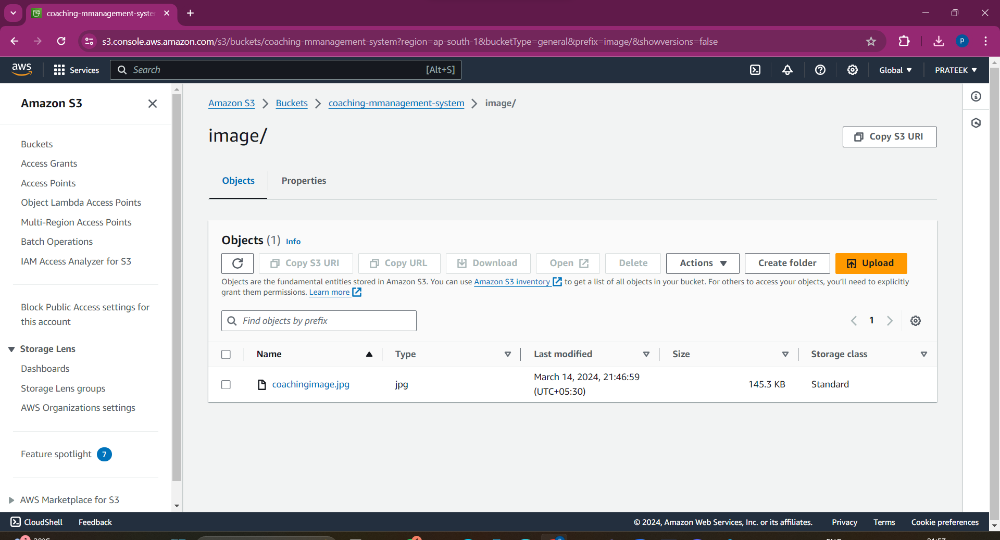 coaching-mmanagement-syste
s3.console.aws.amazon.com/s3/buckets/coaching-mmanagement-system?region=ap-south-1&bucketType=general&prefix=image/&showversions=false
p
aws
Services
Search
[Alt+S]
Global
PRATEEK
Amazon S3
Buckets
Access Grants
Access Points
Object Lambda Access Points
Multi-Region Access Points
Batch Operations
IAM Access Analyzer for S3
Block Public Access settings for
this account
Storage Lens
Dashboards
Storage Lens groups
AWS Organizations settings
Feature spotlight 7
AWS Marketplace for S3
Amazon S3 > Buckets > coaching-mmanagement-system > image/
image/
Copy S3 URI
Objects
Properties
Objects (1) Info
Copy S3 URI
Copy URL
Download
Open
Delete
Actions
Create folder
Upload
Objects are the fundamental entities stored in Amazon S3. You can use Amazon S3 inventory to get a list of all objects in your bucket. For others to access your objects, you'll need to explicitly
grant them permissions. Learn more
Find objects by prefix
1
Name
Type
Last modified
Size
Storage class
coachingimage.jpg
jpg
March 14, 2024, 21:46:59
(UTC+05:30)
145.3 KB
Standard
CloudShell
Feedback
© 2024, Amazon Web Services, Inc. or its affiliates.
Privacy
Terms
Cookie preferences